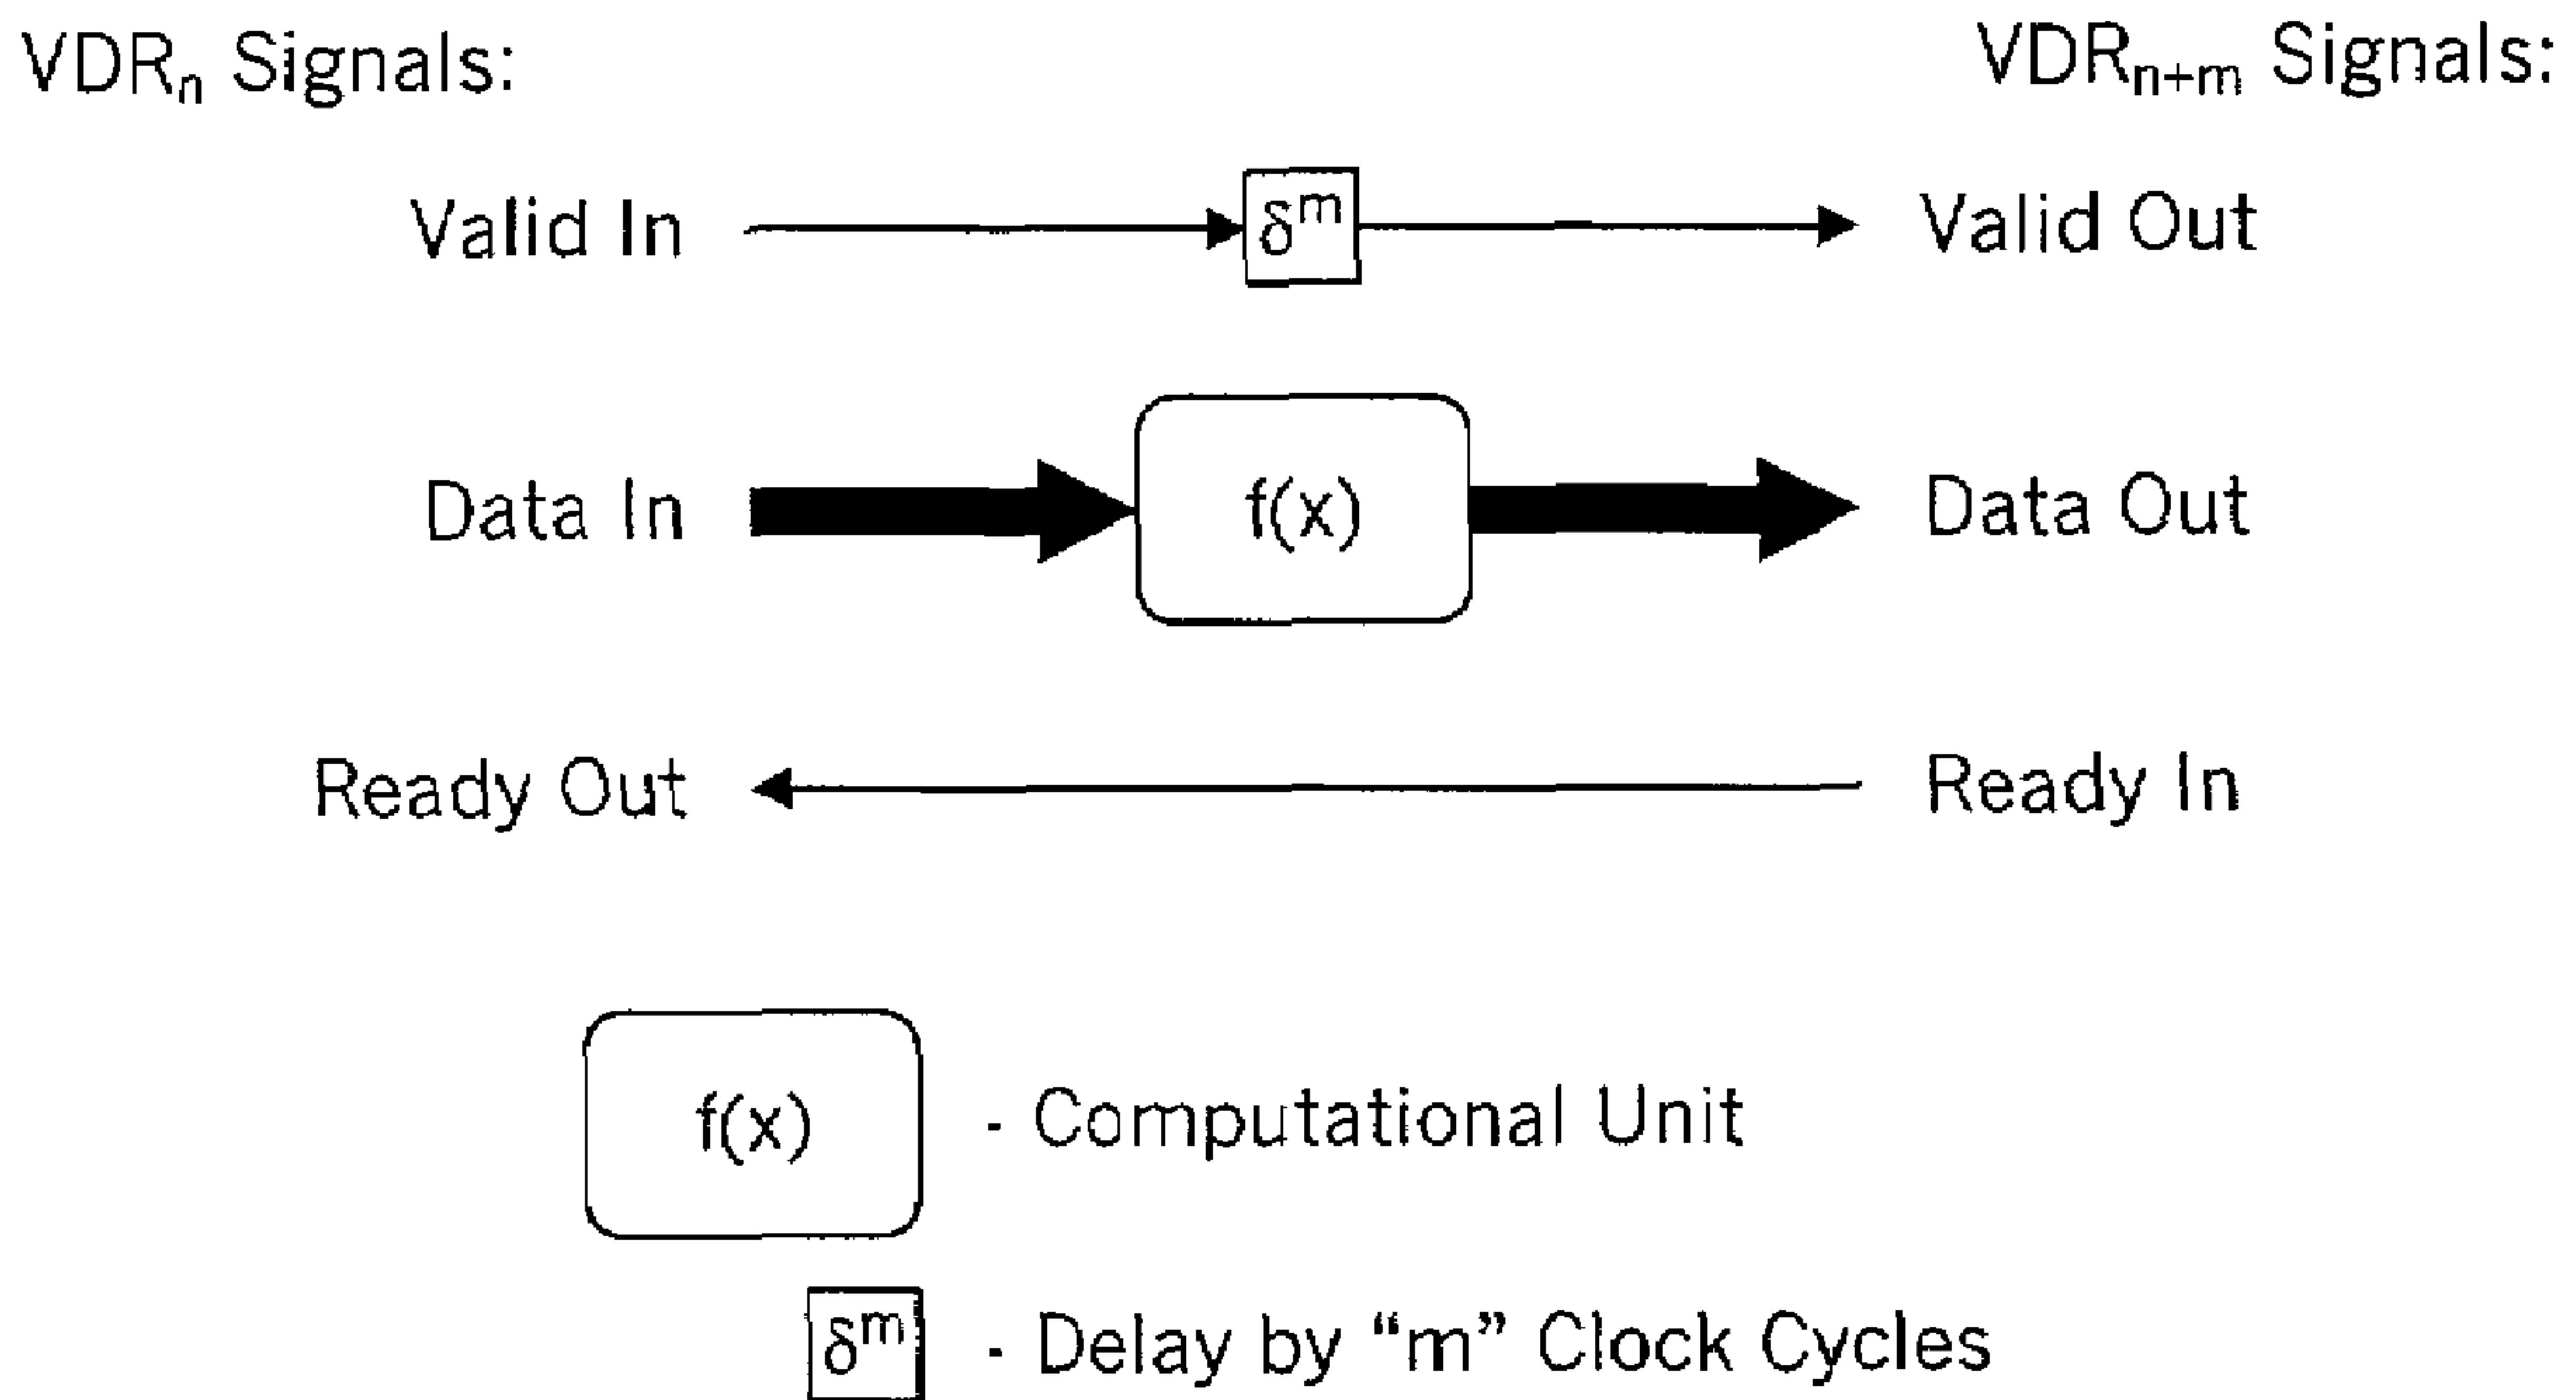 VDRₙ Signals:
VDRₙ₊ₘ Signals:
Valid In
δᵐ
Valid Out
Data In
f(x)
Data Out
Ready Out
Ready In
f(x)
- Computational Unit
δᵐ
- Delay by “m” Clock Cycles